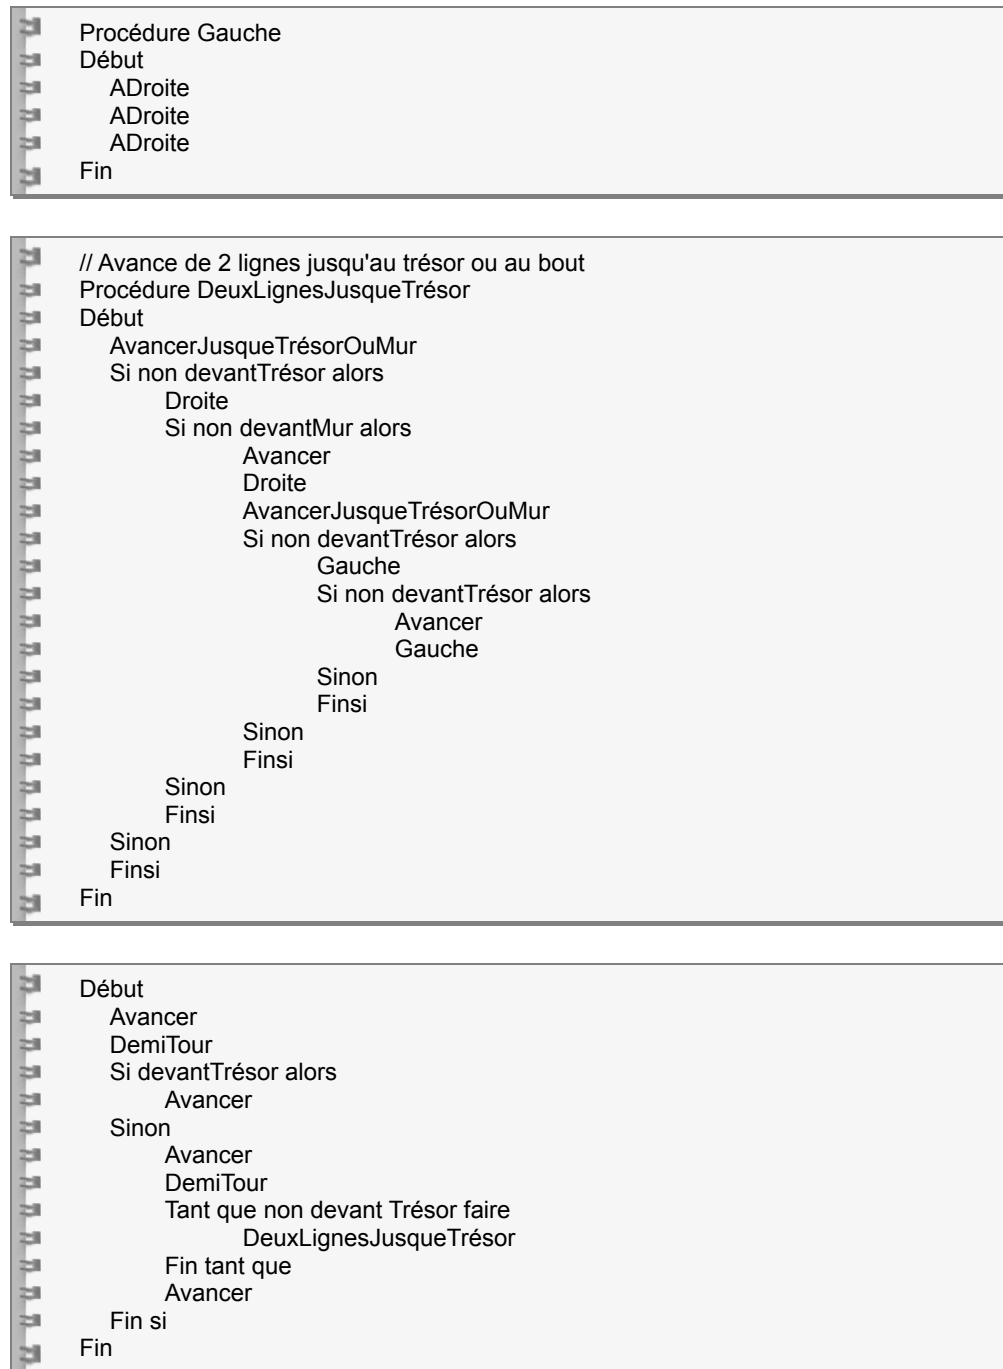 Procédure Gauche
Début
ADroite
ADroite
ADroite
Fin
// Avance de 2 lignes jusqu'au trésor ou au bout
Procédure DeuxLignesJusqueTrésor
Début
AvancerJusqueTrésorOuMur
Si non devantTrésor alors
Droite
Si non devantMur alors
Avancer
Droite
AvancerJusqueTrésorOuMur
Si non devantTrésor alors
Gauche
Si non devantTrésor alors
Avancer
Gauche
Sinon
Finsi
Sinon
Finsi
Sinon
Finsi
Sinon
Finsi
Fin
Début
Avancer
DemiTour
Si devantTrésor alors
Avancer
Sinon
Avancer
DemiTour
Tant que non devant Trésor faire
DeuxLignesJusqueTrésor
Fin tant que
Avancer
Fin si
Fin